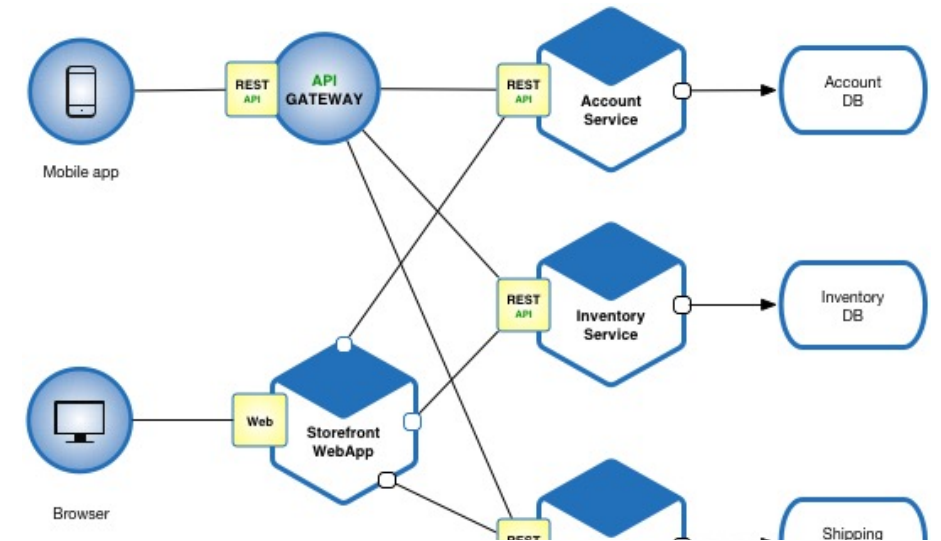 REST
API
API
GATEWAY
REST
API
Account
Service
Account
DB
Mobile app
REST
API
Inventory
Service
Inventory
DB
Web
Storefront
WebApp
Browser
REST
Shipping